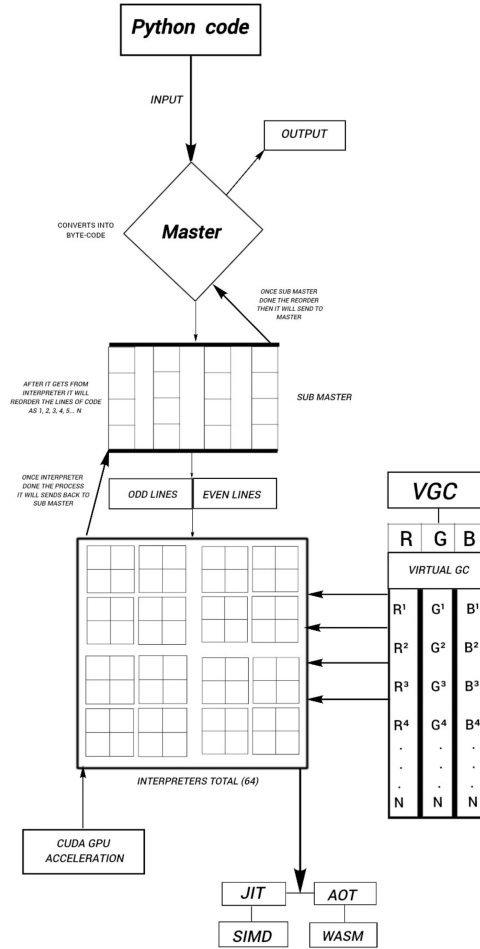 Python code
INPUT
OUTPUT
CONVERTS INTO
BYTE-CODE
Master
ONCE SUB MASTER
DONE THE REORDER
THEN IT WILL SEND TO
MASTER
AFTER IT GETS FROM
INTERPRETER IT WILL
REORDER THE LINES OF CODE
AS 1, 2, 3, 4, 5... N
SUB MASTER
ONCE INTERPRETER
DONE THE PROCESS
IT WILL SENDS BACK TO
SUB MASTER
ODD LINES
EVEN LINES
VGC
R G B
VIRTUAL GC
R¹ G¹ B¹
R² G² B²
R³ G³ B³
R⁴ G⁴ B⁴
. . .
. . .
. . .
N N N
INTERPRETERS TOTAL (64)
CUDA GPU
ACCELERATION
JIT
AOT
SIMD
WASM